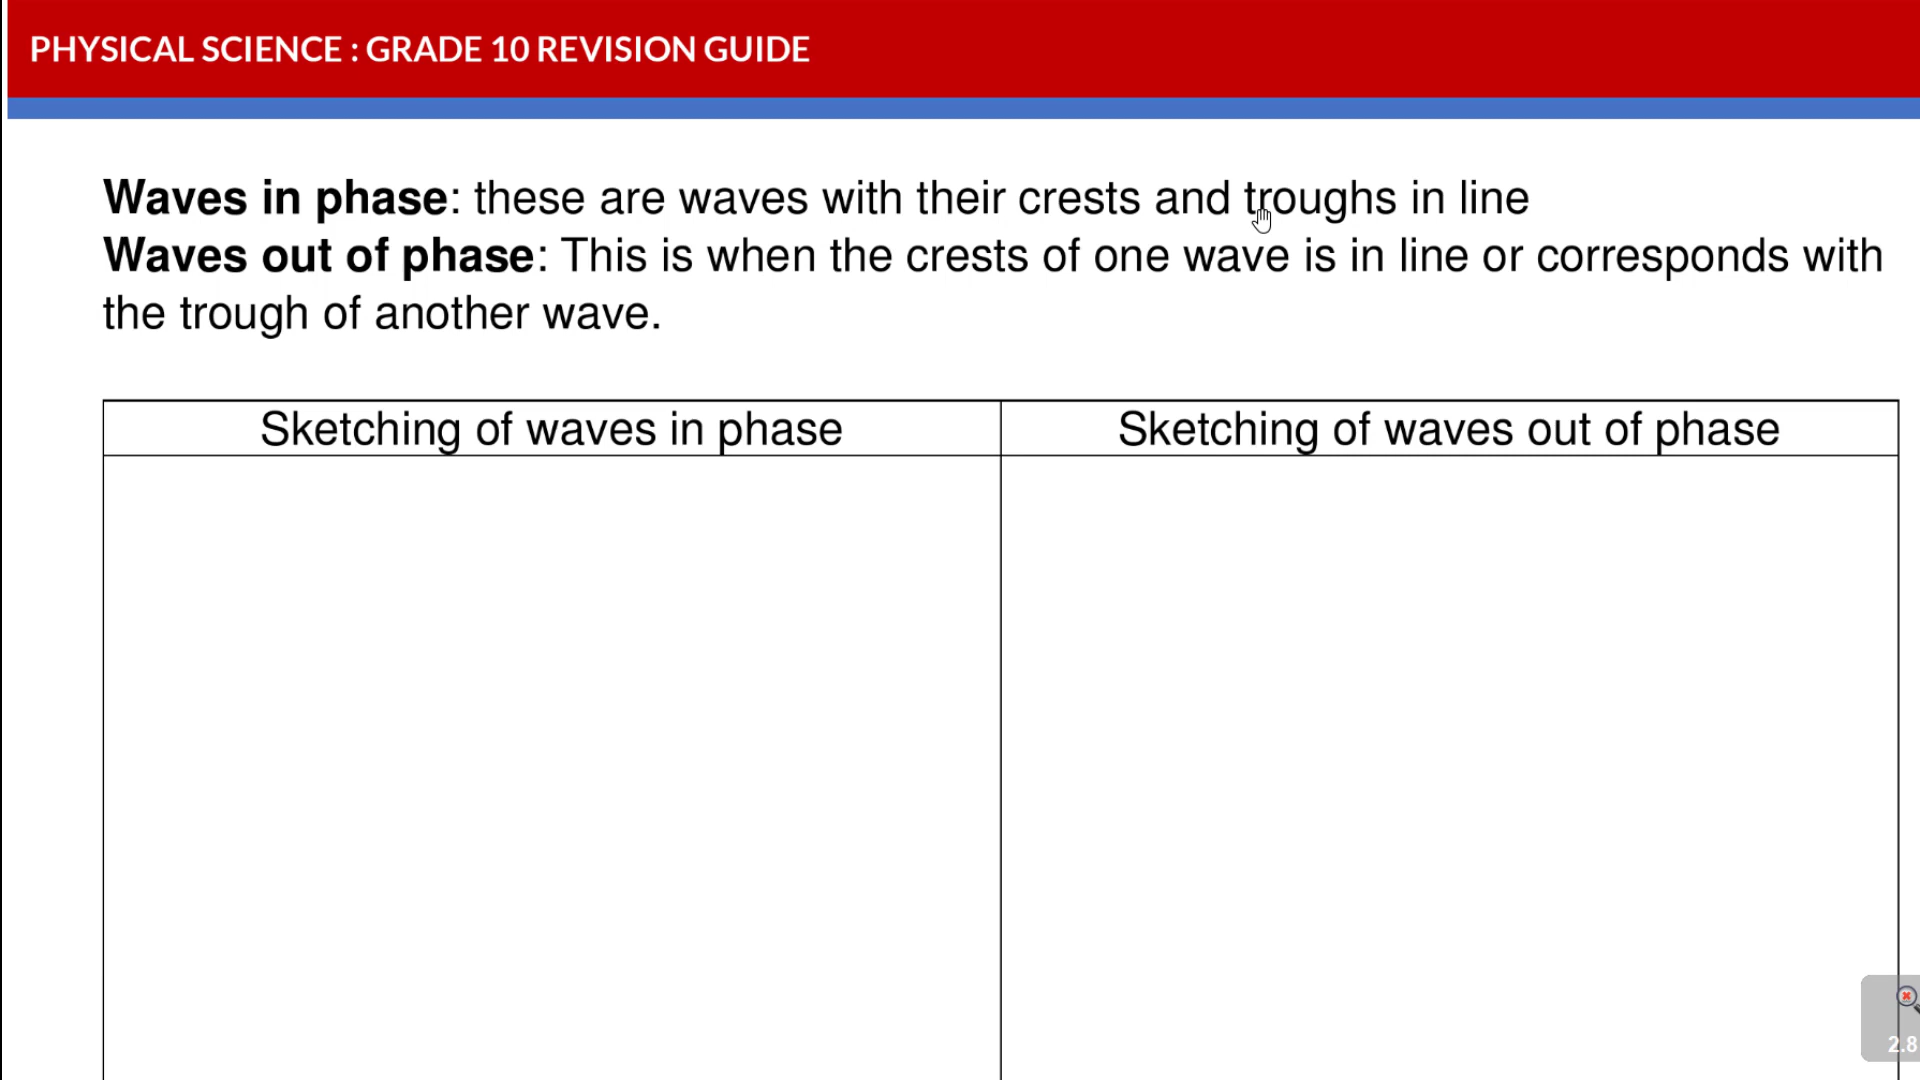 PHYSICAL SCIENCE : GRADE 10 REVISION GUIDE
Waves in phase: these are waves with their crests and troughs in line
Waves out of phase: This is when the crests of one wave is in line or corresponds with
the trough of another wave.
Sketching of waves in phase
Sketching of waves out of phase
2.8